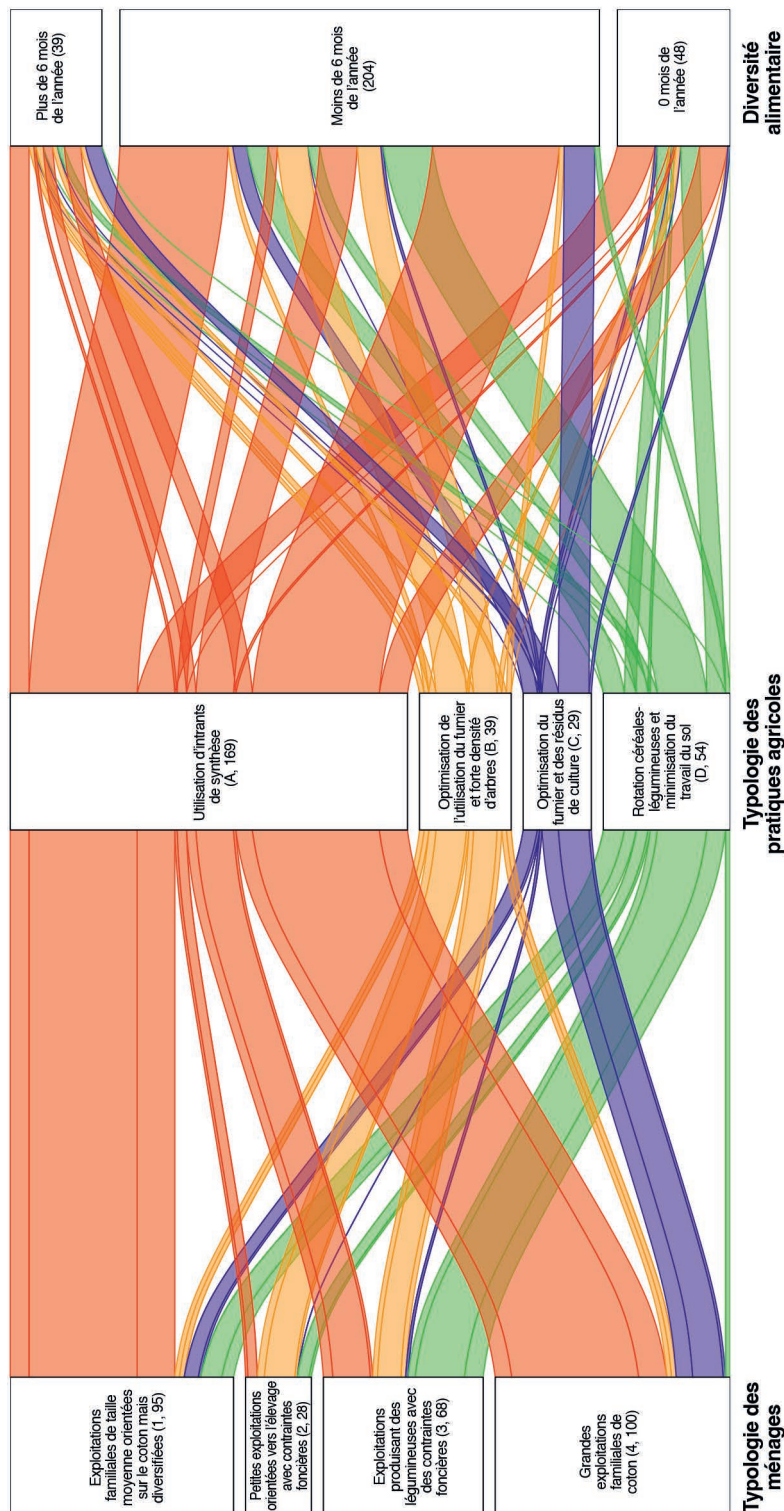 Plus de 6 mois
de l'année (39)
Moins de 6 mois
de l'année
(204)
0 mois de
l'année (48)
Diversité
alimentaire
Utilisation d'intrants
de synthèse
(A, 169)
Optimisation de
l'utilisation du fumier
et forte densité
d'arbres (B, 39)
Optimisation du
fumier et des résidus
de culture (C, 29)
Rotation céréales-
légumineuses et
minimisation du
travail du sol
(D, 54)
Typologie des
pratiques agricoles
Exploitations
familiales de taille
moyenne orientées
sur le coton mais
diversifiées (1, 95)
Petites exploitations
orientées vers l'élevage
avec contraintes
foncières (2, 28)
Exploitations
produisant des
légumineuses avec
des contraintes
foncières (3, 68)
Grandes
exploitations
familiales de
coton (4, 100)
Typologie des
ménages